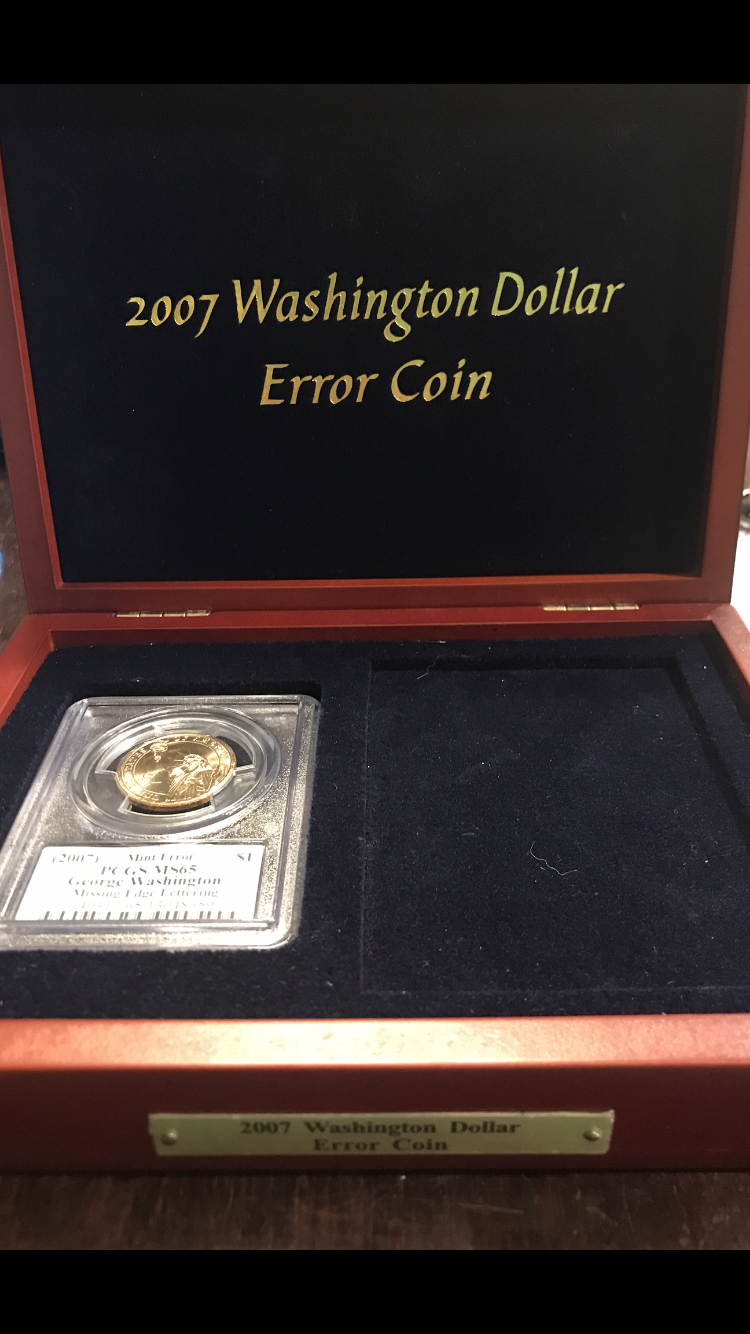 2007 Washington Dollar
Error Coin
(2007) Mint Error $1
PCGS MS65
George Washington
Missing Edge Lettering
2007 Washington Dollar
Error Coin